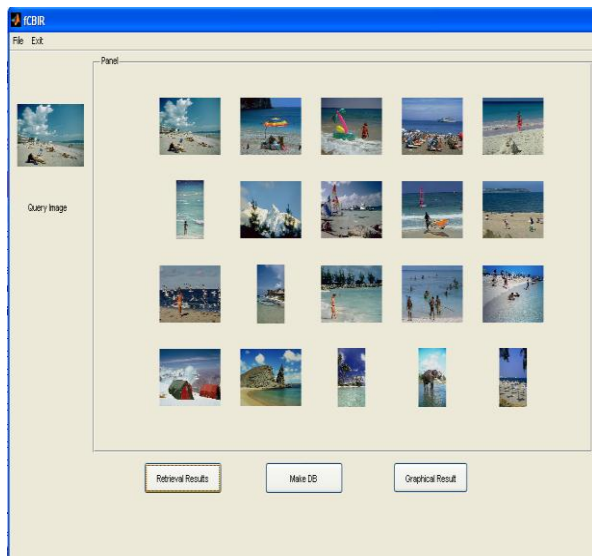 fCBIR
File Exit
Panel
Query Image
Retrieval Results
Make DB
Graphical Result